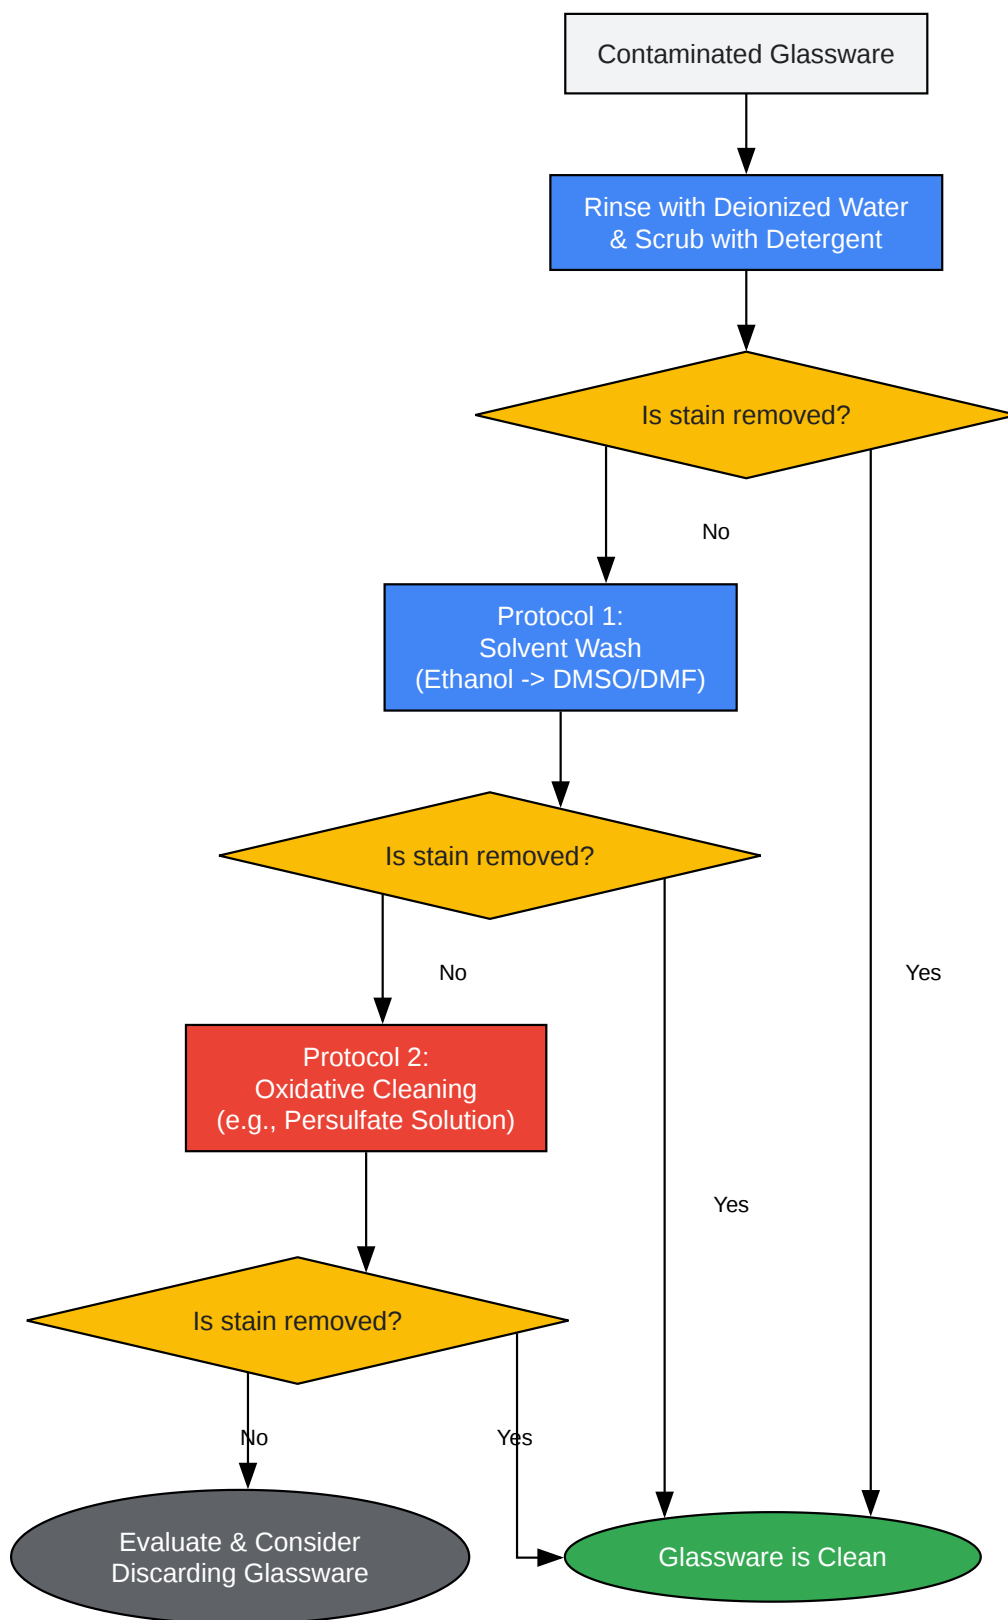 Contaminated Glassware
Rinse with Deionized Water
& Scrub with Detergent
Is stain removed?
No
Protocol 1:
Solvent Wash
(Ethanol -> DMSO/DMF)
Is stain removed?
No
Yes
Protocol 2:
Oxidative Cleaning
(e.g., Persulfate Solution)
Yes
Is stain removed?
No
Yes
Evaluate & Consider
Discarding Glassware
Glassware is Clean